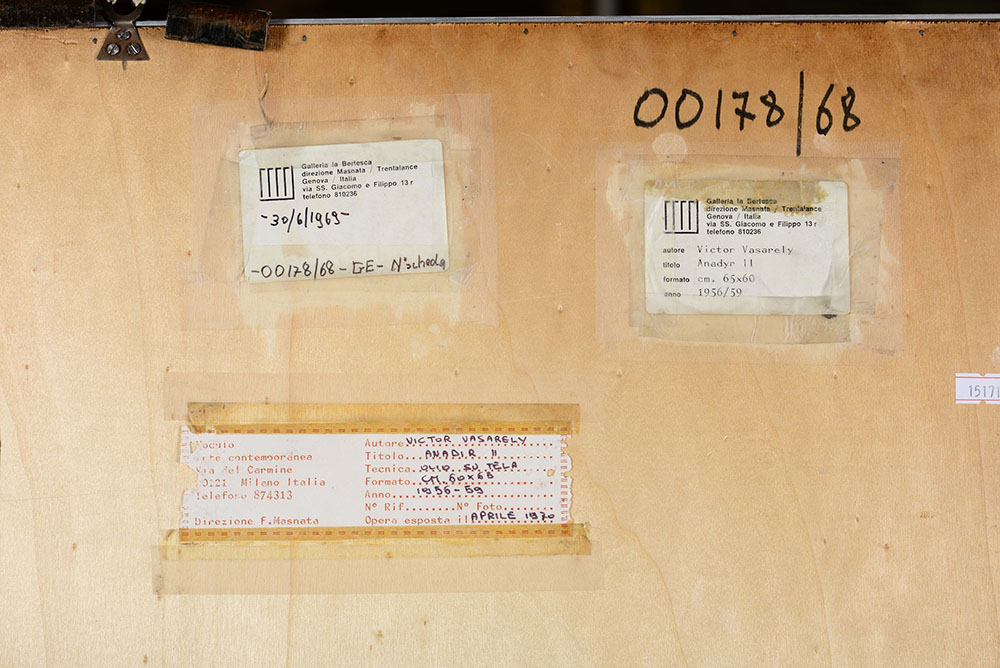 00178/68
Galleria la Bertesca
direzione Masnata / Trentalance
Genova / Italia
via SS. Giacomo e Filippo 13 r
telefono 810236
-30/6/1969-
-00178/68-GE-N°scheda
Galleria la Bertesca
direzione Masnata / Trentalance
Genova / Italia
via SS. Giacomo e Filippo 13 r
telefono 810236
autore Victor Vasarely
titolo Anadyr II
formato cm. 65x60
anno 1956/59
15171
Modulo
arte contemporanea
Via del Carmine
20121 Milano Italia
Telefono 874313
Direzione F.Masnata
Autore VICTOR VASARELY
Titolo ANADIR II
Tecnica OLIO SU TELA
Formato CM.60X65
Anno 1956-59
N° Rif........N° Foto.......
Opera esposta il APRILE 1970